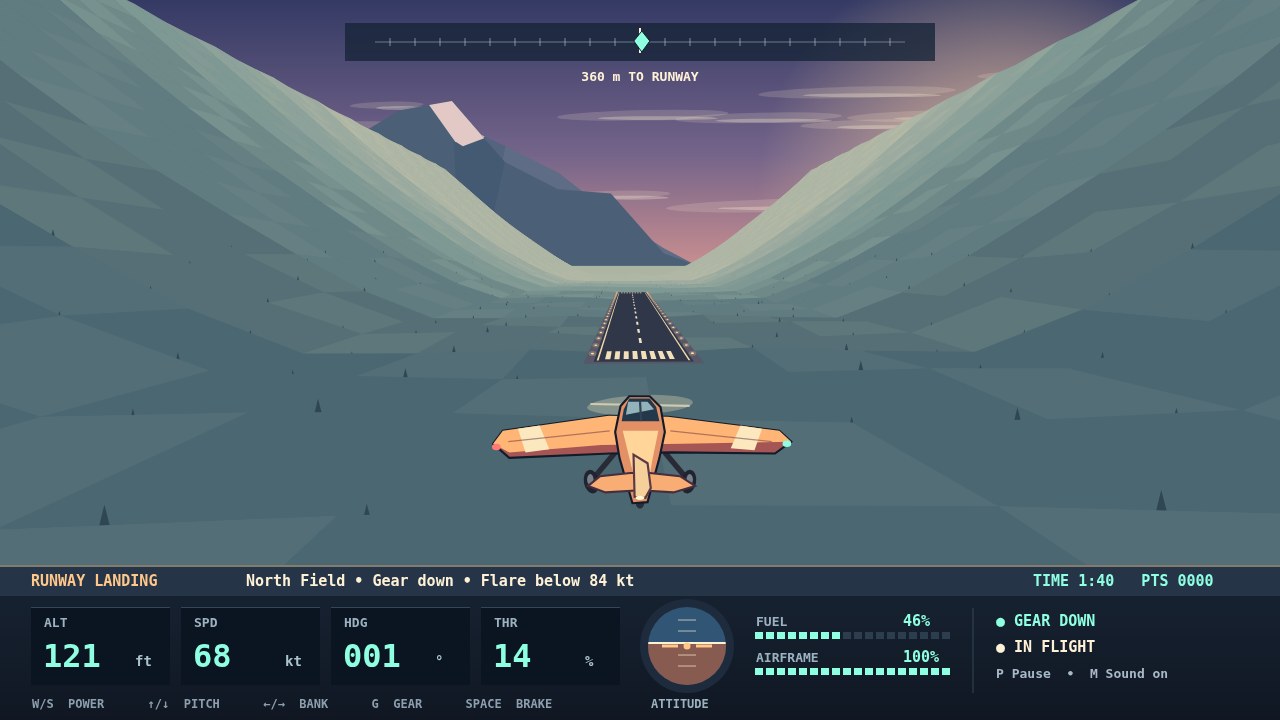 360 m TO RUNWAY
RUNWAY LANDING North Field • Gear down • Flare below 84 kt TIME 1:40 PTS 0000
ALT SPD HDG THR
121 ft 68 kt 001 ° 14 %
FUEL 46%
AIRFRAME 100%
● GEAR DOWN
● IN FLIGHT
P Pause • M Sound on
W/S POWER ↑/↓ PITCH ←/→ BANK G GEAR SPACE BRAKE ATTITUDE